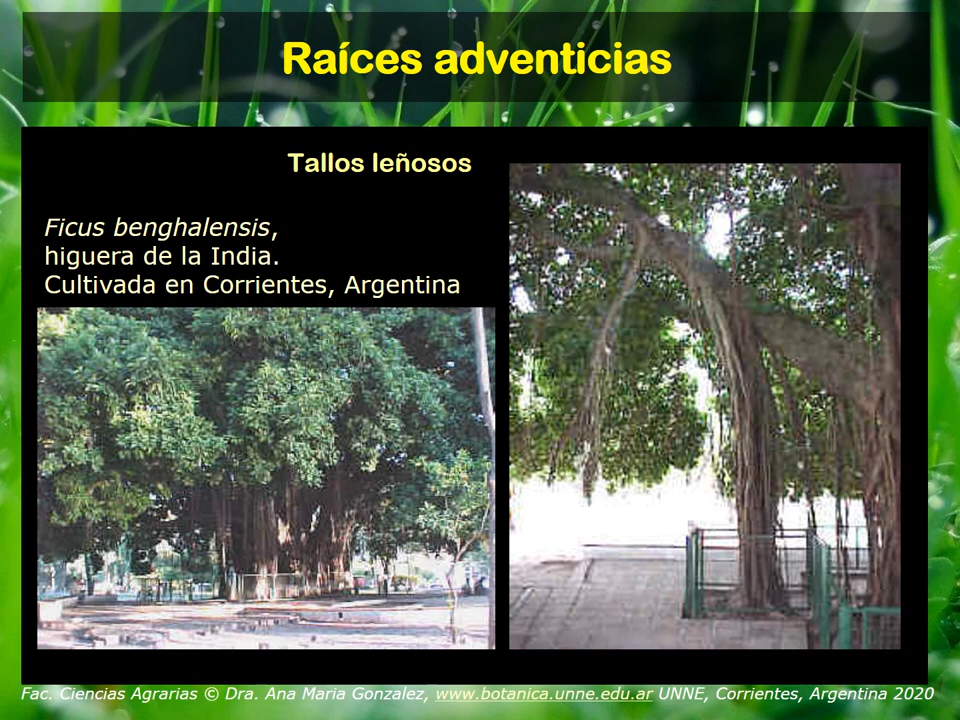 Raíces adventicias
Tallos leñosos
Ficus benghalensis,
higuera de la India.
Cultivada en Corrientes, Argentina
Fac. Ciencias Agrarias © Dra. Ana Maria Gonzalez, www.botanica.unne.edu.ar UNNE, Corrientes, Argentina 2020